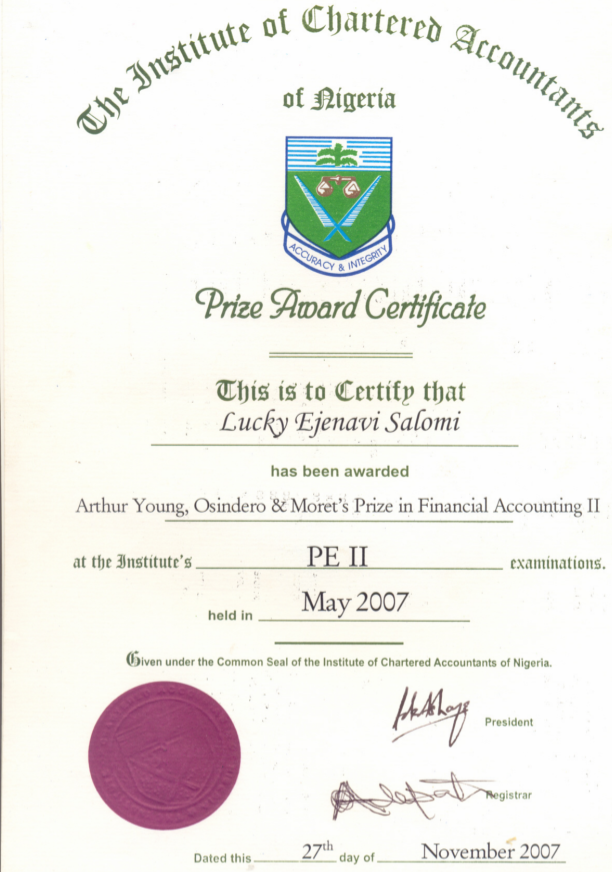 The Institute of Chartered Accountants
of Nigeria
ACCURACY & INTEGRITY
Prize Award Certificate
This is to Certify that
Lucky Ejenavi Salomi
has been awarded
Arthur Young, Osindero & Moret's Prize in Financial Accounting II
at the Institute's PE II examinations.
held in May 2007
Given under the Common Seal of the Institute of Chartered Accountants of Nigeria.
President
Registrar
Dated this 27th day of November 2007